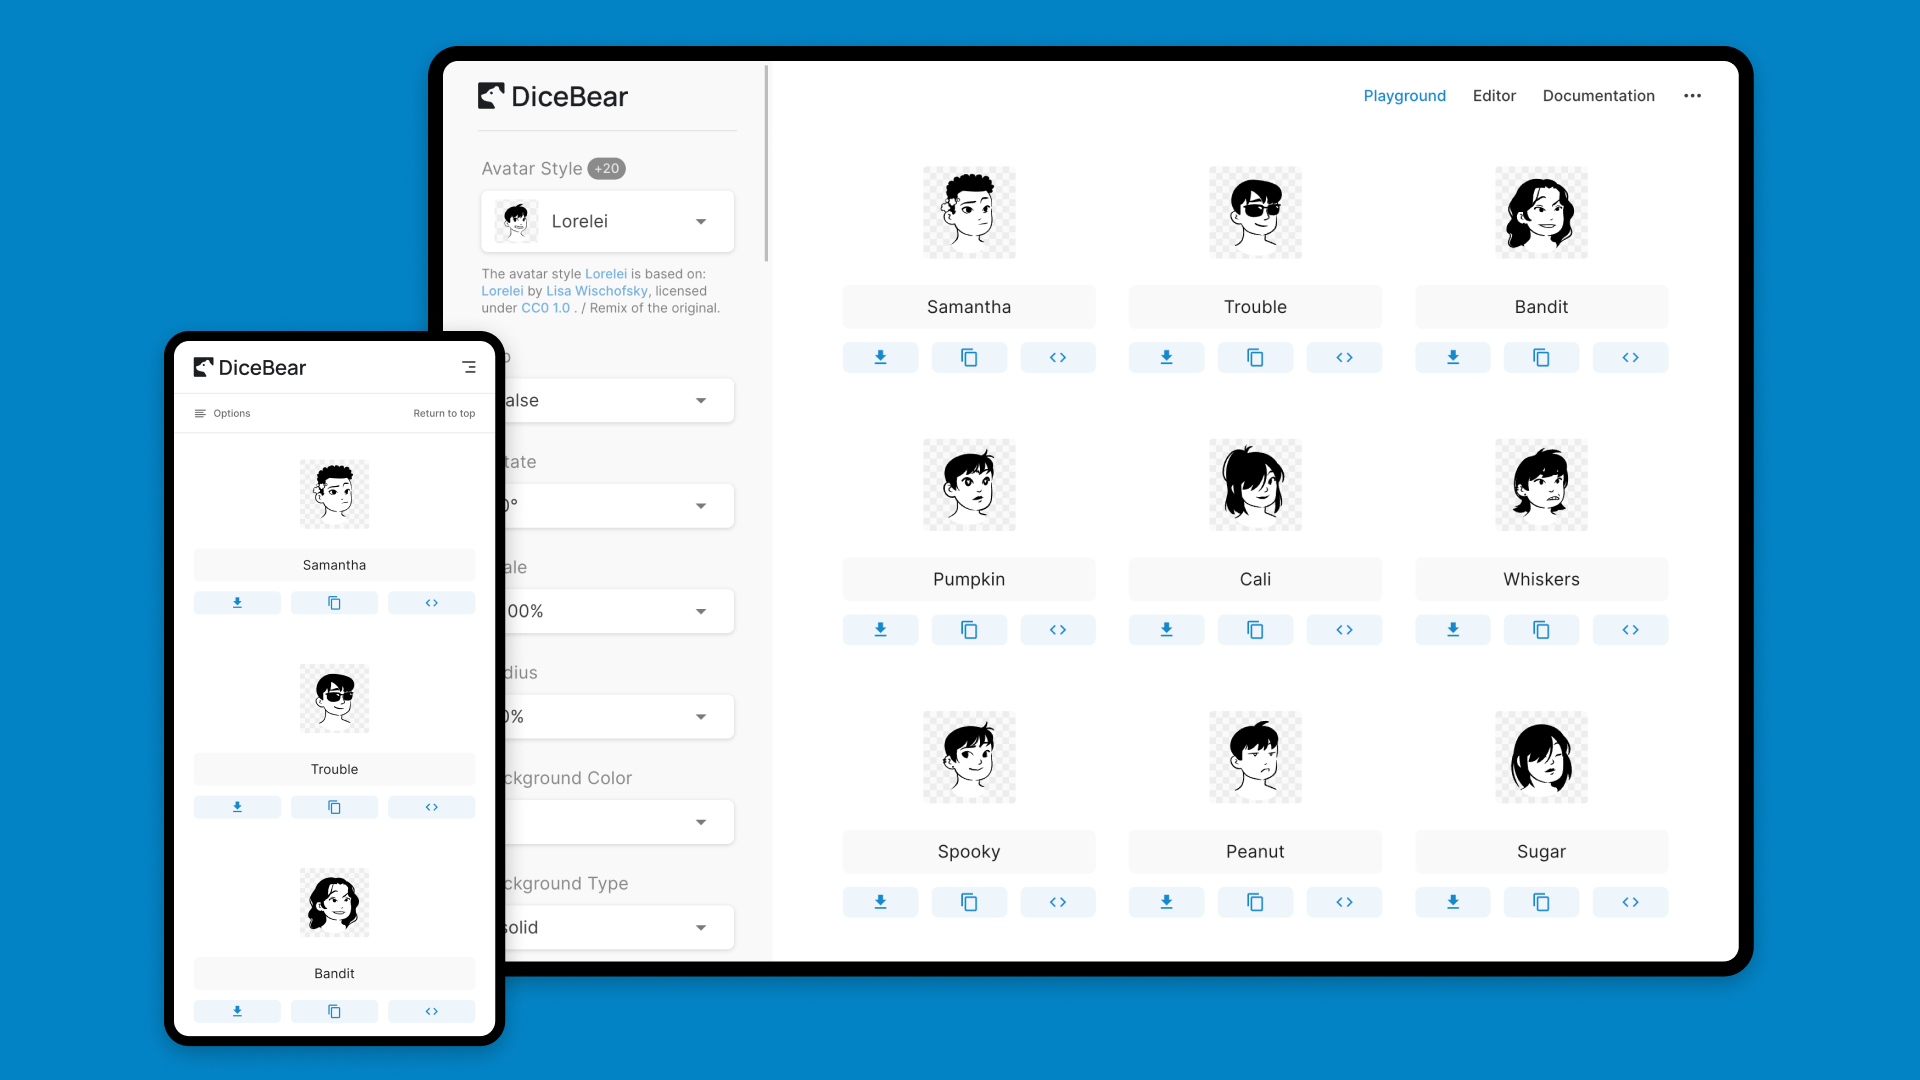 DiceBear
Playground
Editor
Documentation
Avatar Style +20
Lorelei
The avatar style Lorelei is based on:
Lorelei by Lisa Wischofsky, licensed
under CC0 1.0 . / Remix of the original.
alse
tate
0°
ale
00%
dius
0%
ckground Color
ckground Type
solid
Samantha
Trouble
Bandit
Pumpkin
Cali
Whiskers
Spooky
Peanut
Sugar
DiceBear
Options
Return to top
Samantha
Trouble
Bandit